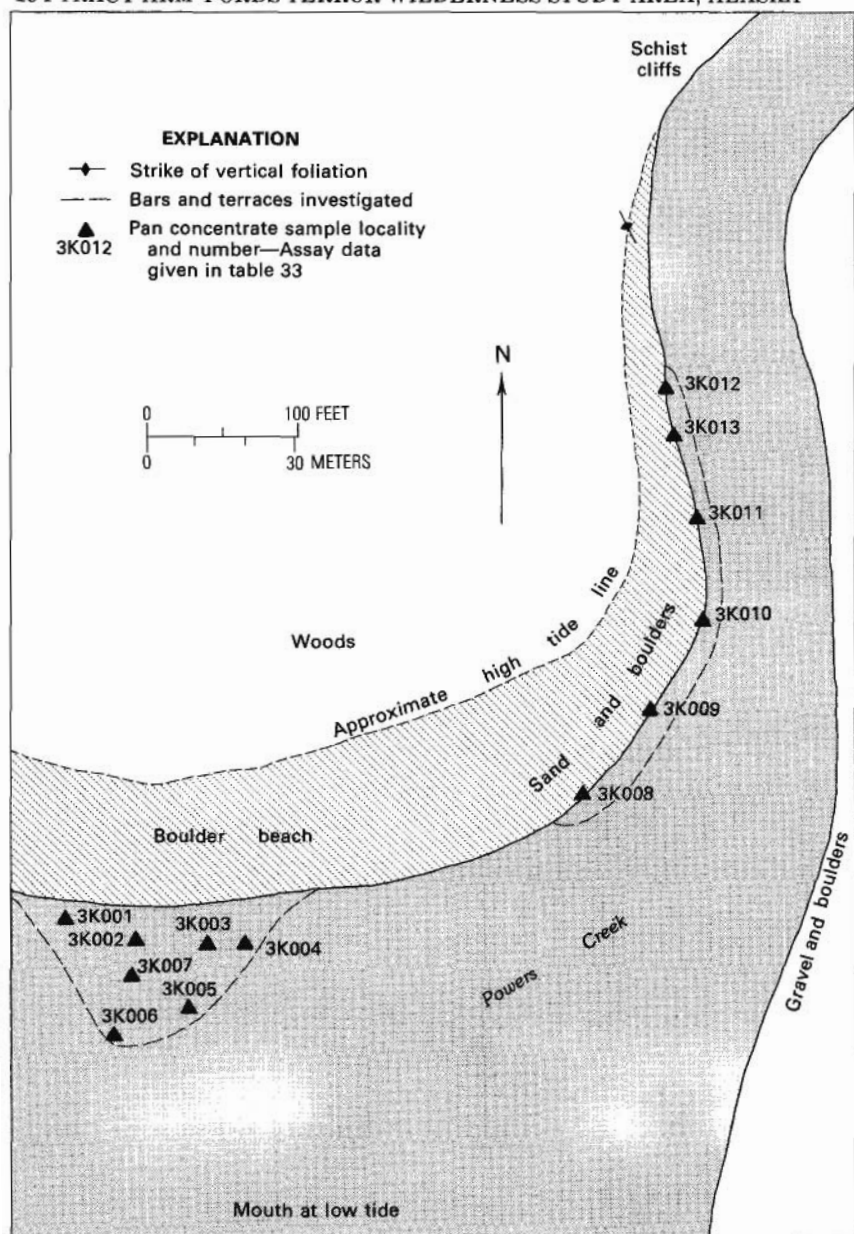 Schist
cliffs
EXPLANATION
Strike of vertical foliation
Bars and terraces investigated
Pan concentrate sample locality
3K012 and number—Assay data
given in table 33
N
0 100 FEET
0 30 METERS
3K012
3K013
3K011
3K010
3K009
3K008
Woods
Approximate high tide line
Sand and boulders
Boulder beach
3K001
3K002
3K003
3K004
3K007
3K005
3K006
Powers Creek
Gravel and boulders
Mouth at low tide